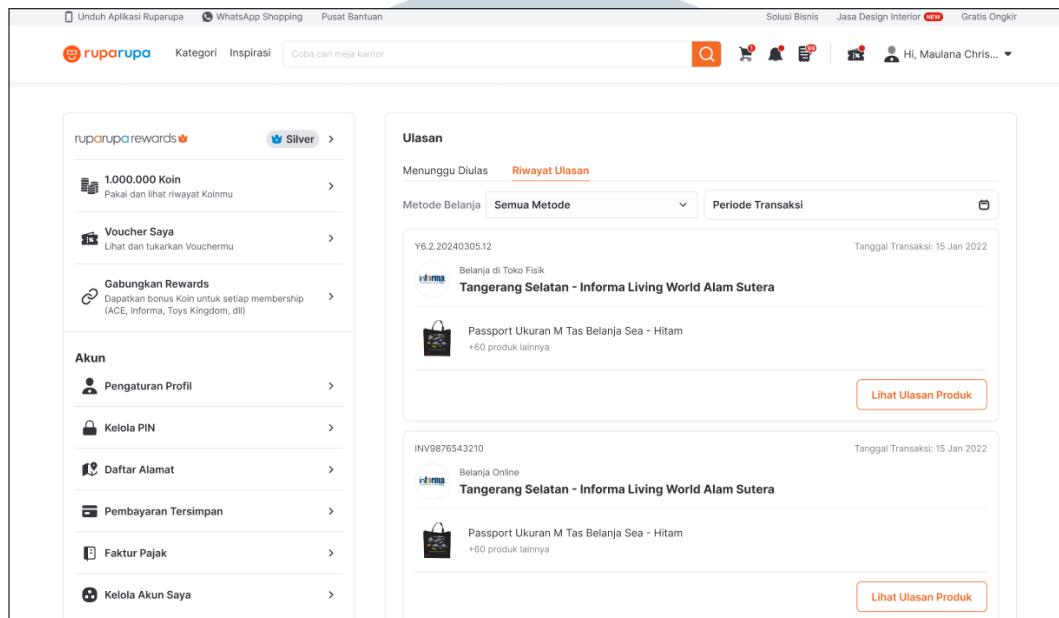 Unduh Aplikasi Ruparupa WhatsApp Shopping Pusat Bantuan Solusi Bisnis Jasa Design Interior NEW Gratis Ongkir
ruparupa Kategori Inspirasi Coba cari meja kantor 1 99 Hi, Maulana Chris...
ruparupa rewards Silver
1.000.000 Koin
Pakai dan lihat riwayat Koinmu
Voucher Saya
Lihat dan tukarkan Vouchermu
Gabungkan Rewards
Dapatkan bonus Koin untuk setiap membership
(ACE, Informa, Toys Kingdom, dll)
Akun
Pengaturan Profil
Kelola PIN
Daftar Alamat
Pembayaran Tersimpan
Faktur Pajak
Kelola Akun Saya
Ulasan
Menunggu Diulas Riwayat Ulasan
Metode Belanja Semua Metode Periode Transaksi
Y6.2.20240305.12 Tanggal Transaksi: 15 Jan 2022
informa
Belanja di Toko Fisik
Tangerang Selatan - Informa Living World Alam Sutera
Passport Ukuran M Tas Belanja Sea - Hitam
+60 produk lainnya
Lihat Ulasan Produk
INV9876543210 Tanggal Transaksi: 15 Jan 2022
informa
Belanja Online
Tangerang Selatan - Informa Living World Alam Sutera
Passport Ukuran M Tas Belanja Sea - Hitam
+60 produk lainnya
Lihat Ulasan Produk